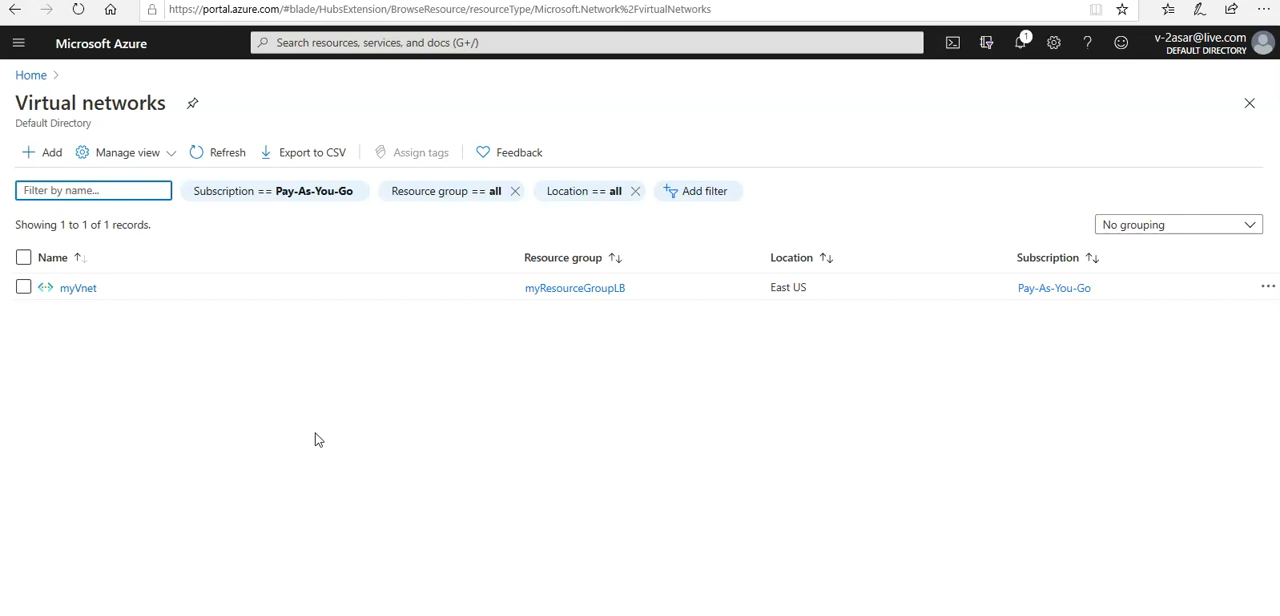 https://portal.azure.com/#blade/HubsExtension/BrowseResource/resourceType/Microsoft.Network%2FvirtualNetworks
Microsoft Azure
Search resources, services, and docs (G+/)
1
v-2asar@live.com
DEFAULT DIRECTORY
Home
Virtual networks
Default Directory
Add Manage view Refresh Export to CSV Assign tags Feedback
Filter by name... Subscription == Pay-As-You-Go Resource group == all Location == all Add filter
Showing 1 to 1 of 1 records. No grouping
Name Resource group Location Subscription
myVnet myResourceGroupLB East US Pay-As-You-Go